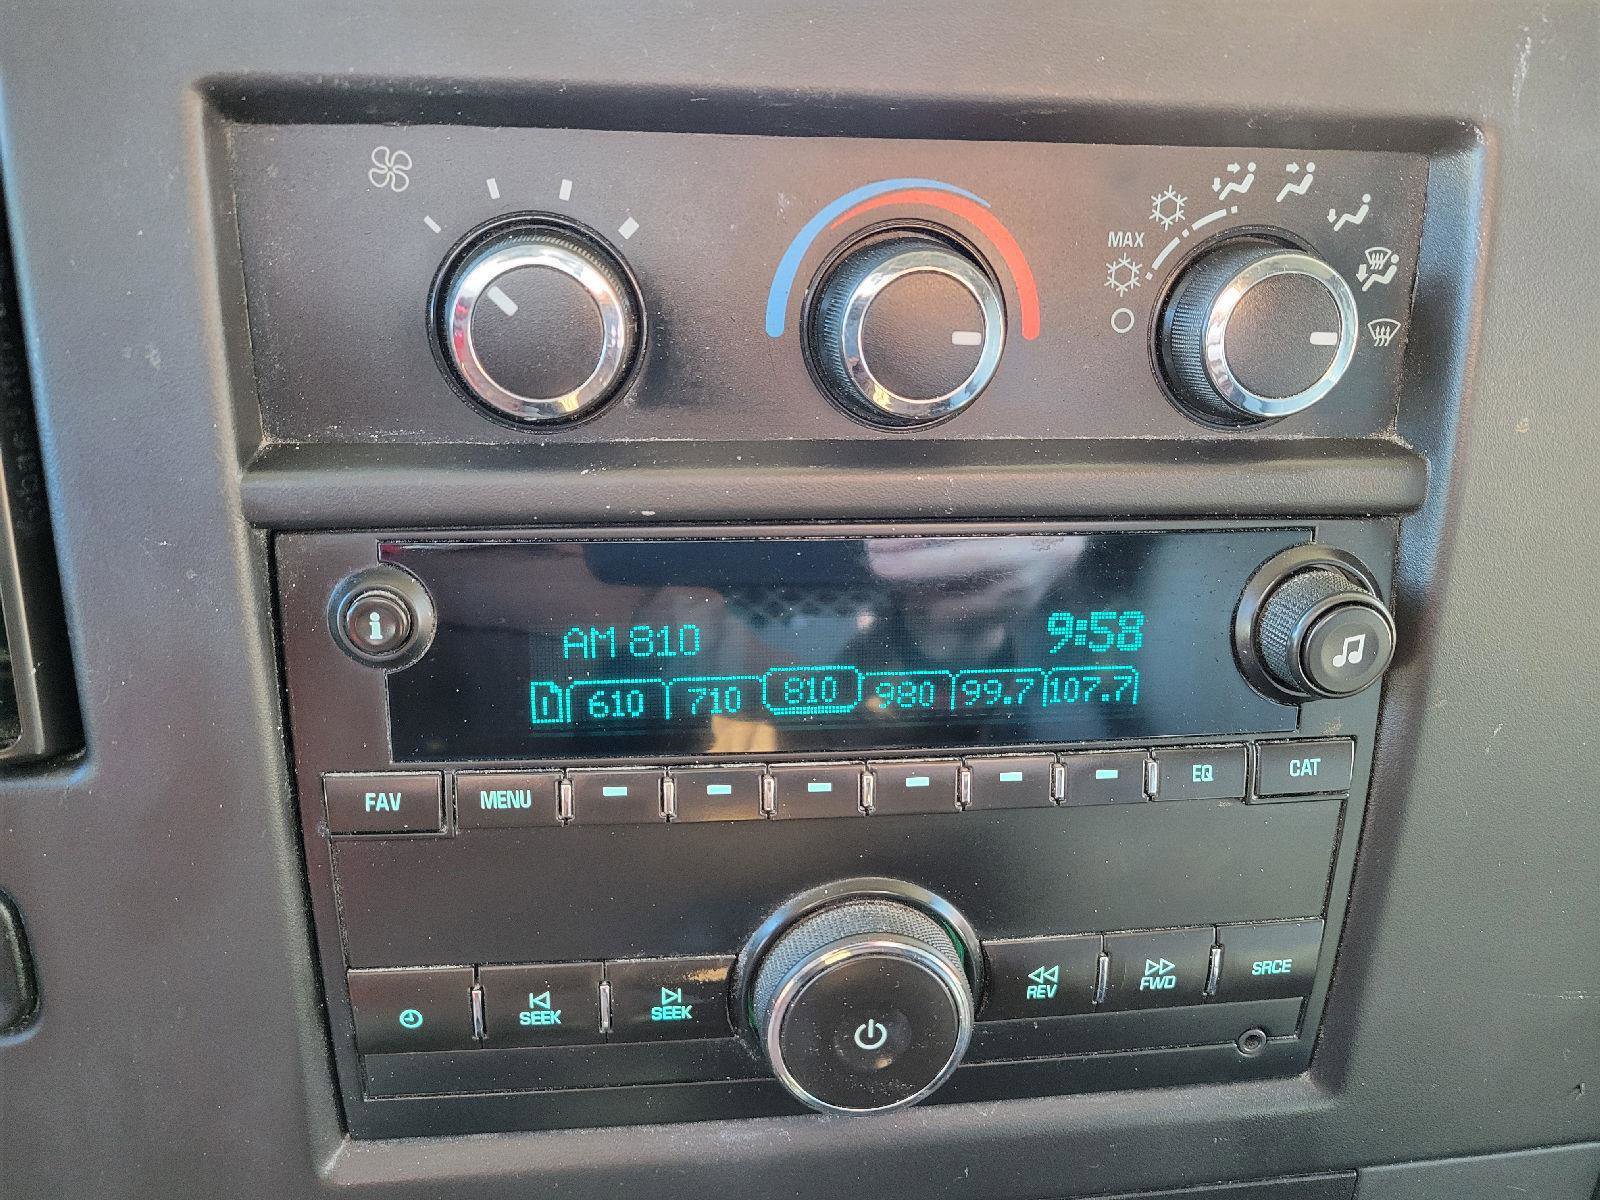 MAX
i
AM 810 9:58
1 610 710 810 980 99.7 107.7
FAV MENU EQ CAT
SEEK SEEK REV FWD SRCE